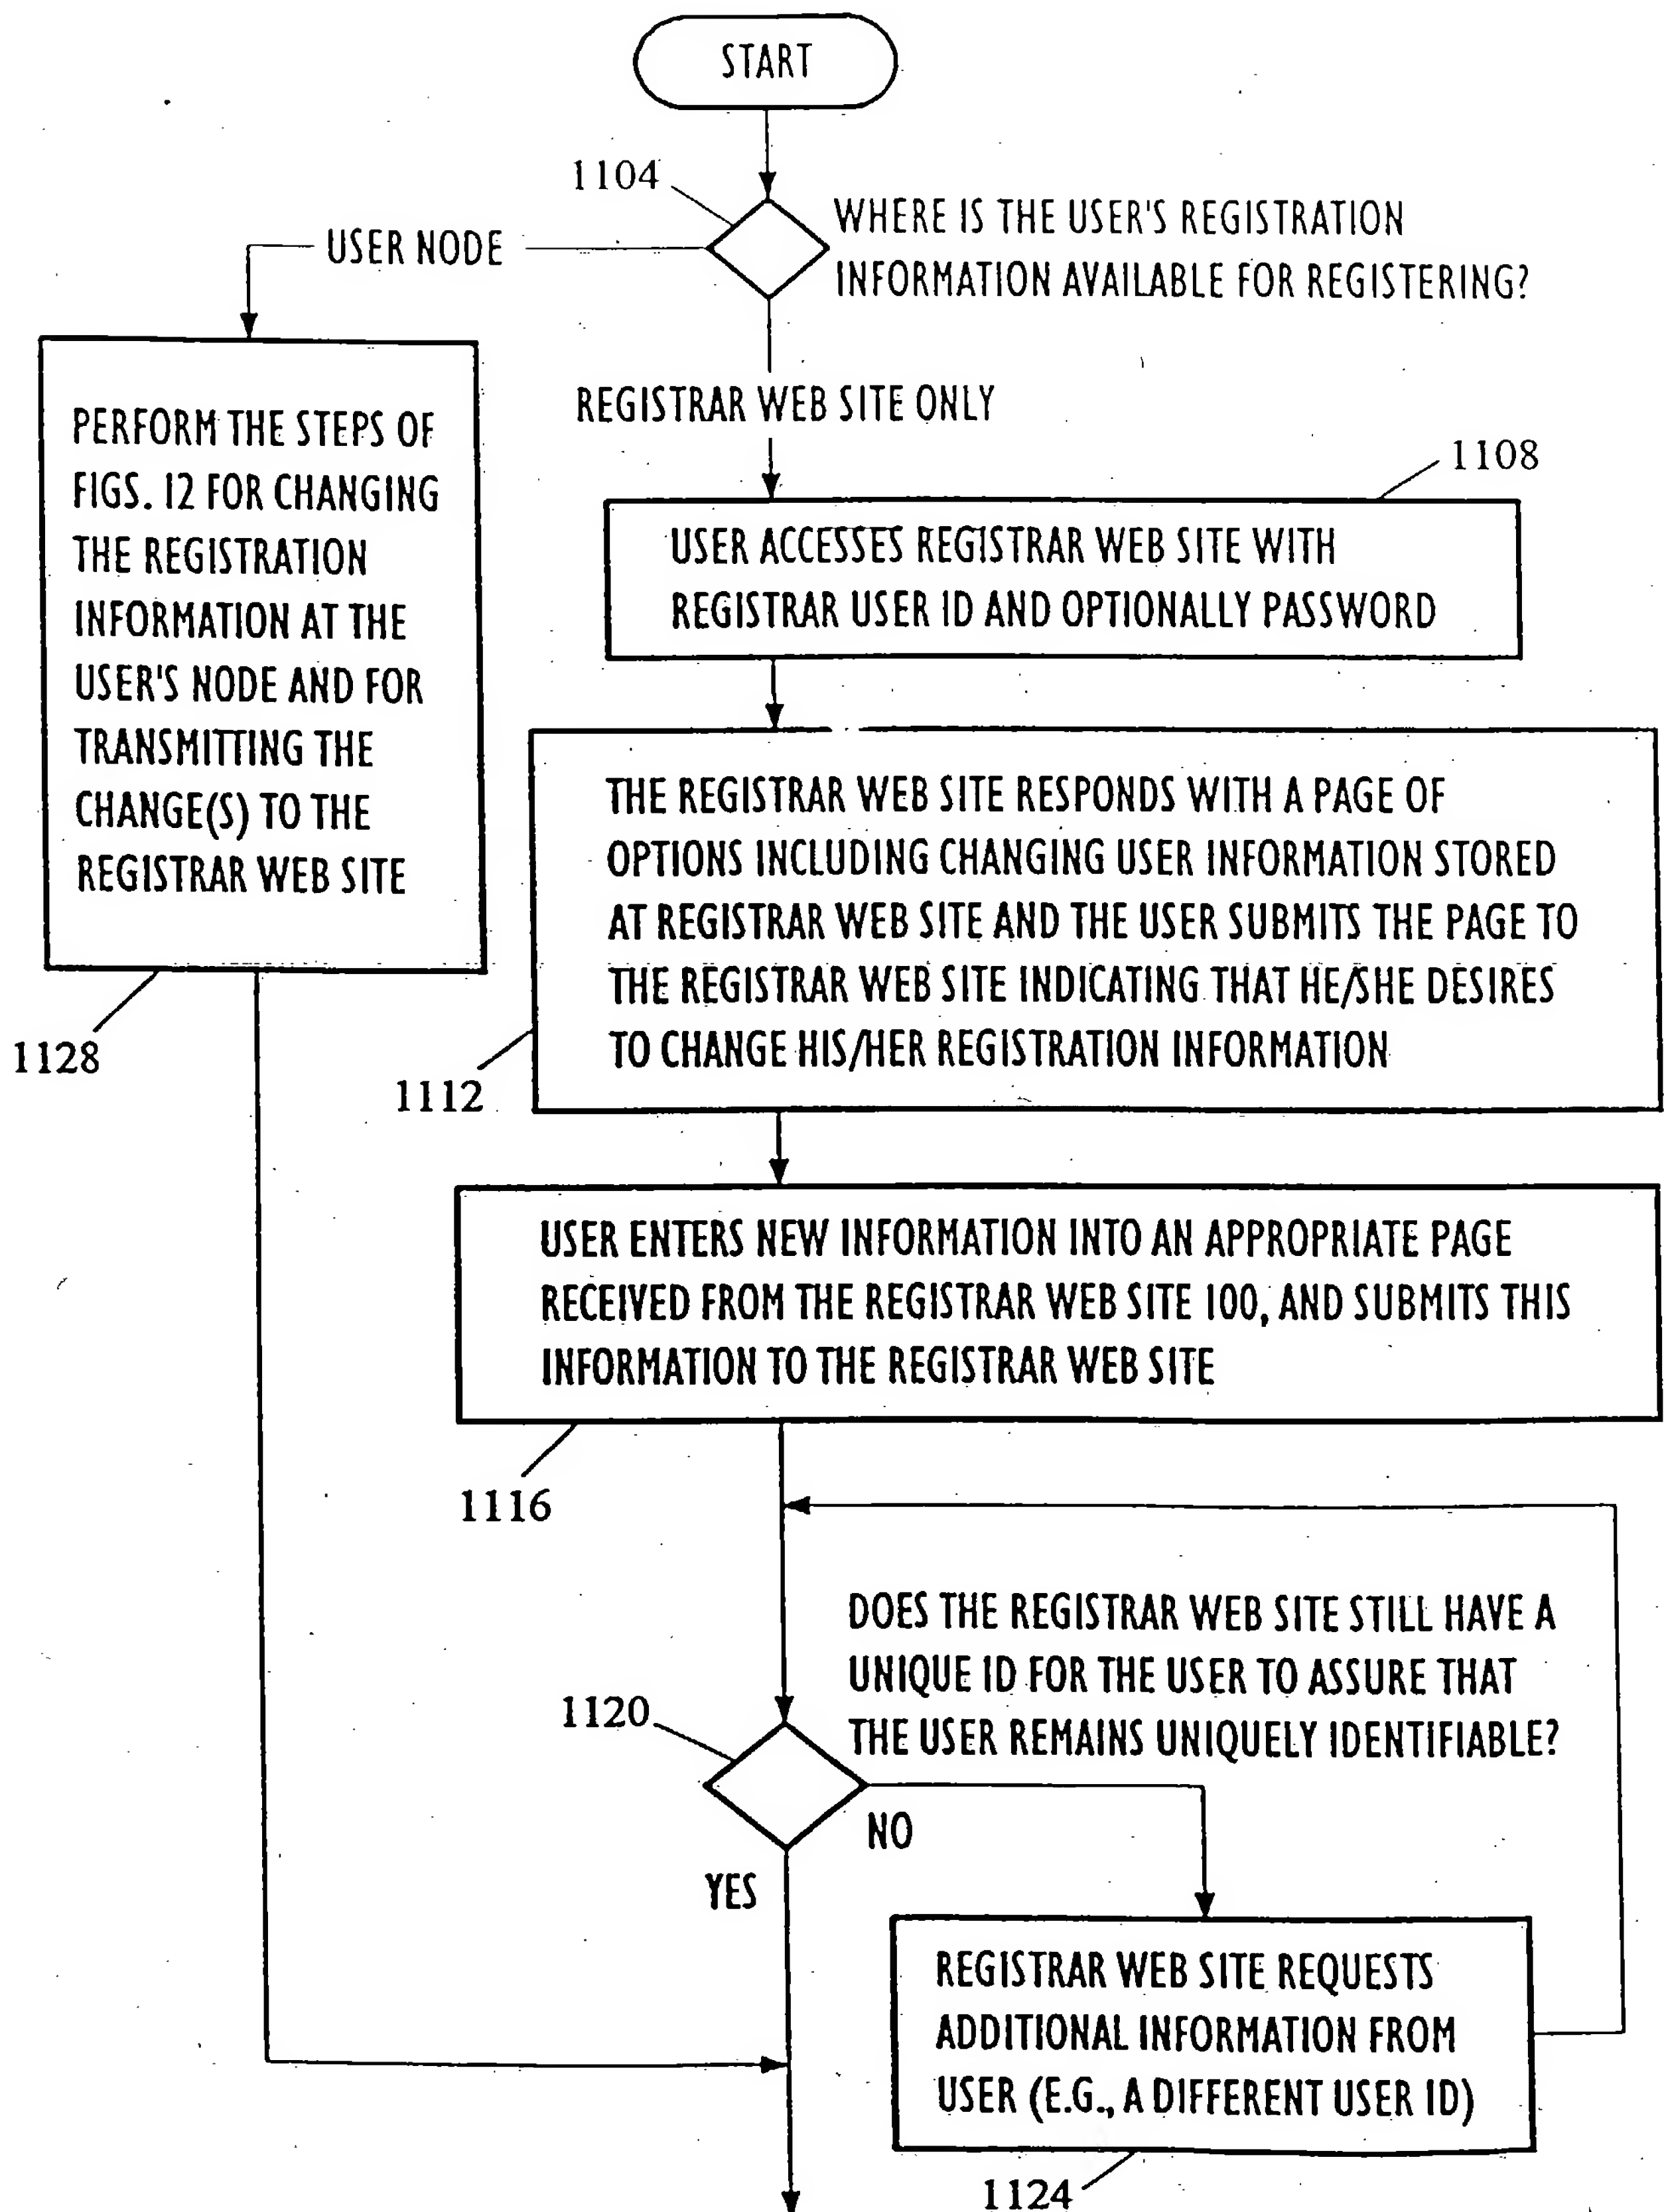 START
1104
WHERE IS THE USER'S REGISTRATION
INFORMATION AVAILABLE FOR REGISTERING?
USER NODE
REGISTRAR WEB SITE ONLY
PERFORM THE STEPS OF
FIGS. 12 FOR CHANGING
THE REGISTRATION
INFORMATION AT THE
USER'S NODE AND FOR
TRANSMITTING THE
CHANGE(S) TO THE
REGISTRAR WEB SITE
1128
1108
USER ACCESSES REGISTRAR WEB SITE WITH
REGISTRAR USER ID AND OPTIONALLY PASSWORD
THE REGISTRAR WEB SITE RESPONDS WITH A PAGE OF
OPTIONS INCLUDING CHANGING USER INFORMATION STORED
AT REGISTRAR WEB SITE AND THE USER SUBMITS THE PAGE TO
THE REGISTRAR WEB SITE INDICATING THAT HE/SHE DESIRES
TO CHANGE HIS/HER REGISTRATION INFORMATION
1112
USER ENTERS NEW INFORMATION INTO AN APPROPRIATE PAGE
RECEIVED FROM THE REGISTRAR WEB SITE 100, AND SUBMITS THIS
INFORMATION TO THE REGISTRAR WEB SITE
1116
DOES THE REGISTRAR WEB SITE STILL HAVE A
UNIQUE ID FOR THE USER TO ASSURE THAT
THE USER REMAINS UNIQUELY IDENTIFIABLE?
1120
NO
YES
REGISTRAR WEB SITE REQUESTS
ADDITIONAL INFORMATION FROM
USER (E.G., A DIFFERENT USER ID)
1124